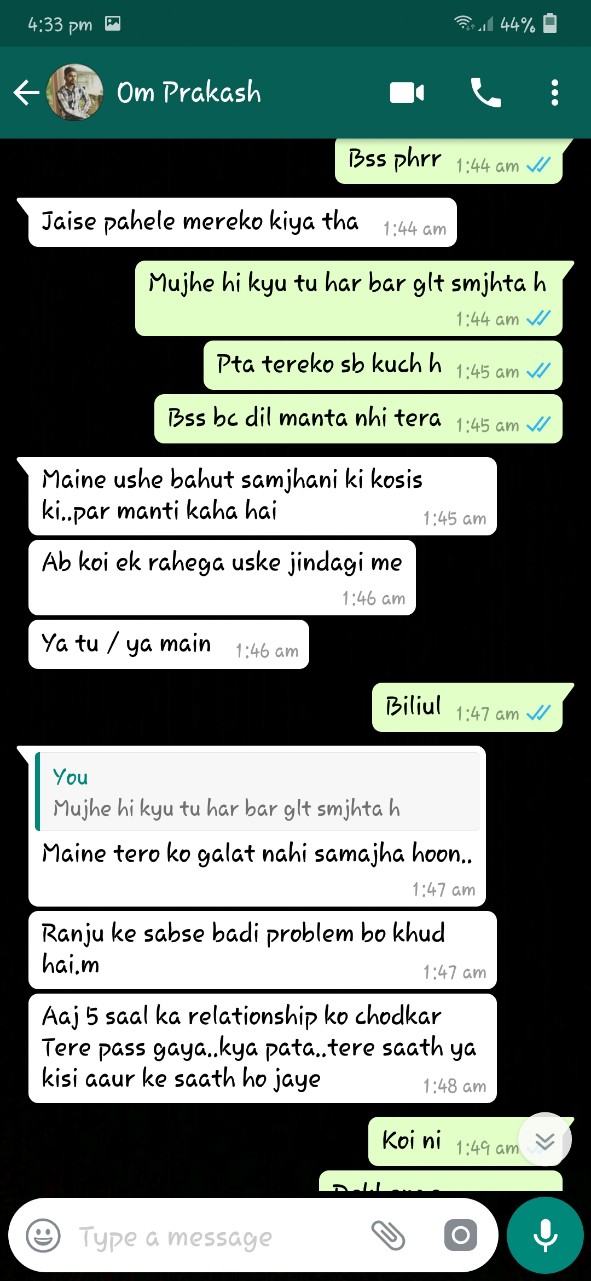 4:33 pm
44%
Om Prakash
Bss phrr 1:44 am
Jaise pahele mereko kiya tha 1:44 am
Mujhe hi kyu tu har bar glt smjhta h
1:44 am
Pta tereko sb kuch h 1:45 am
Bss bc dil manta nhi tera 1:45 am
Maine ushe bahut samjhani ki kosis
ki..par manti kaha hai 1:45 am
Ab koi ek rahega uske jindagi me
1:46 am
Ya tu / ya main 1:46 am
Biliul 1:47 am
You
Mujhe hi kyu tu har bar glt smjhta h
Maine tero ko galat nahi samajha hoon..
1:47 am
Ranju ke sabse badi problem bo khud
hai.m 1:47 am
Aaj 5 saal ka relationship ko chodkar
Tere pass gaya..kya pata..tere saath ya
kisi aaur ke saath ho jaye 1:48 am
Koi ni 1:49 am
Type a message